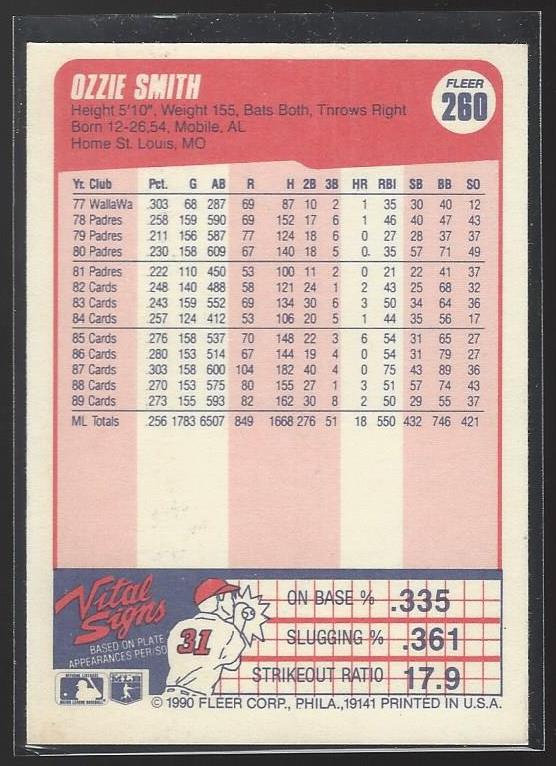 OZZIE SMITH
FLEER
260
Height 5'10", Weight 155, Bats Both, Tnrows Right
Born 12-26,54, Mobile, AL
Home St. Louis, MO
Yr. Club Pct. G AB R H 2B 3B HR RBI SB BB SO
77 WallaWa .303 68 287 69 87 10 2 1 35 30 40 12
78 Padres .258 159 590 69 152 17 6 1 46 40 47 43
79 Padres .211 156 587 77 124 18 6 0 27 28 37 37
80 Padres .230 158 609 67 140 18 5 0. 35 57 71 49
81 Padres .222 110 450 53 100 11 2 0 21 22 41 37
82 Cards .248 140 488 58 121 24 1 2 43 25 68 32
83 Cards .243 159 552 69 134 30 6 3 50 34 64 36
84 Cards .257 124 412 53 106 20 5 1 44 35 56 17
85 Cards .276 158 537 70 148 22 3 6 54 31 65 27
86 Cards .280 153 514 67 144 19 4 0 54 31 79 27
87 Cards .303 158 600 104 182 40 4 0 75 43 89 36
88 Cards .270 153 575 80 155 27 1 3 51 57 74 43
89 Cards .273 155 593 82 162 30 8 2 50 29 55 37
ML Totals .256 1783 6507 849 1668 276 51 18 550 432 746 421
Vital
Signs
BASED ON PLATE
APPEARANCES PER/SO
31
ON BASE % .335
SLUGGING % .361
STRIKEOUT RATIO 17.9
© 1990 FLEER CORP., PHILA.,19141 PRINTED IN U.S.A.